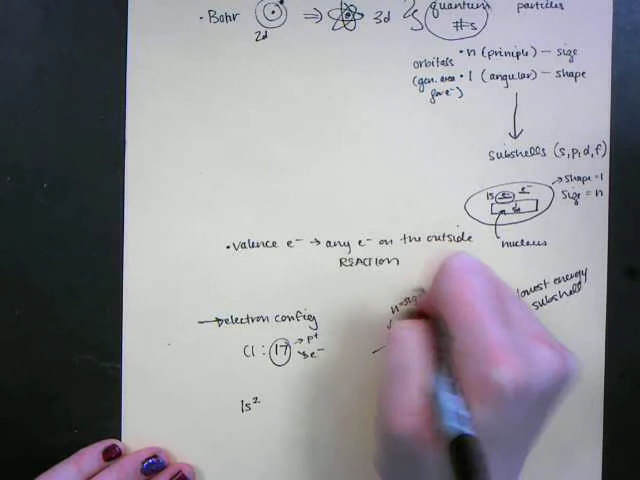 • Bohr ⇒ 3d quantum particles
2d #s
orbitals • n (priniple) – size
(gen. area • l (angular) – shape
for e⁻)
subshells (s,p,d,f)
1s e⁻ shape = l
size = n
nucleus
• valence e⁻ → any e⁻ on the outside
REACTION
lowest energy
subshell
→ electron config
Cl : 17 → p⁺
e⁻
1s²